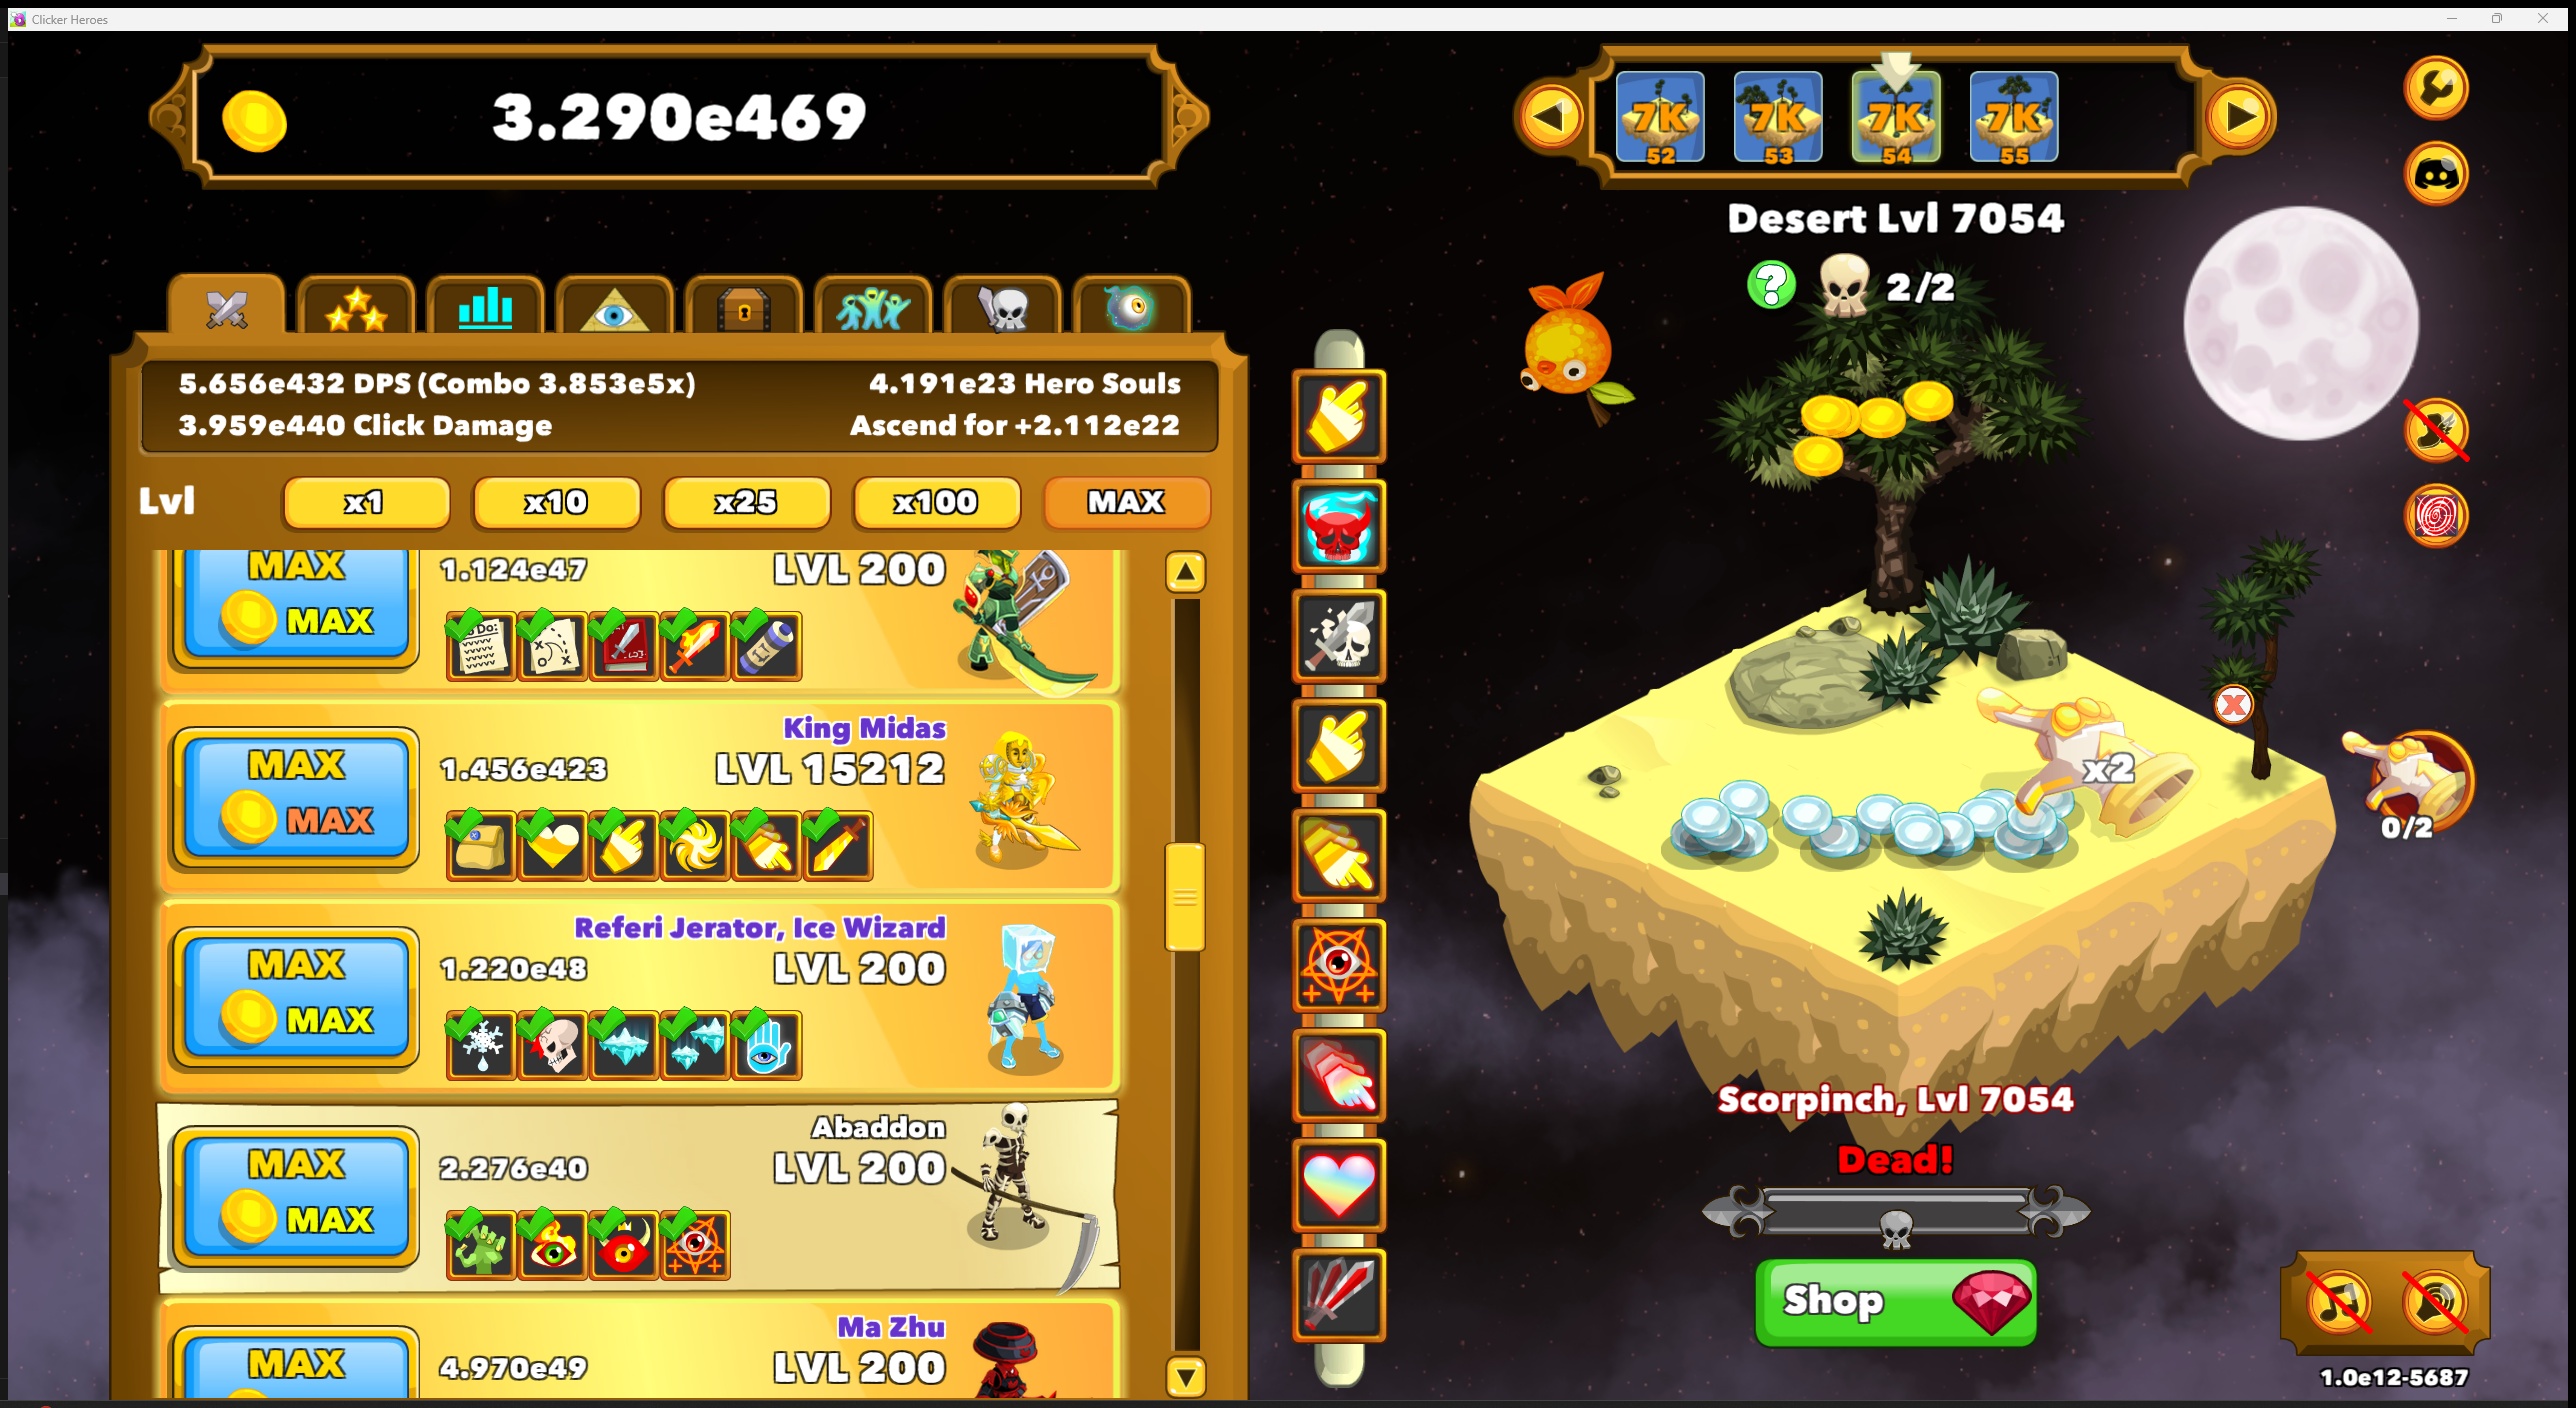 Clicker Heroes
3.290e469
7K
52
7K
53
7K
54
7K
55
Desert Lvl 7054
2/2
5.656e432 DPS (Combo 3.853e5x)
4.191e23 Hero Souls
3.959e440 Click Damage
Ascend for +2.112e22
Lvl
x1
x10
x25
x100
MAX
MAX
MAX
1.124e47
LVL 200
Do:
King Midas
MAX
MAX
1.456e423
LVL 15212
Referi Jerator, Ice Wizard
MAX
MAX
1.220e48
LVL 200
Abaddon
MAX
MAX
2.276e40
LVL 200
Ma Zhu
MAX
4.970e49
LVL 200
x2
0/2
Scorpinch, Lvl 7054
Dead!
Shop
1.0e12-5687